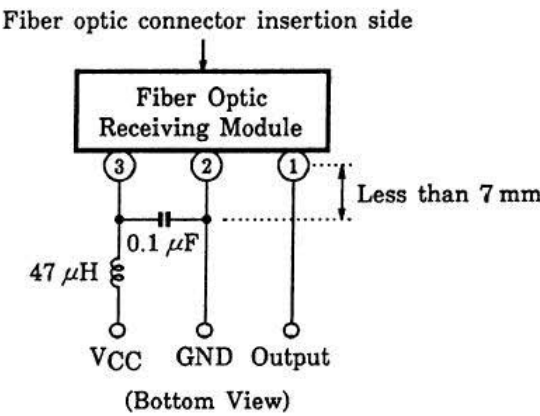 Fiber optic connector insertion side
Fiber Optic
Receiving Module
3 2 1
Less than 7 mm
0.1 μF
47 μH
VCC GND Output
(Bottom View)